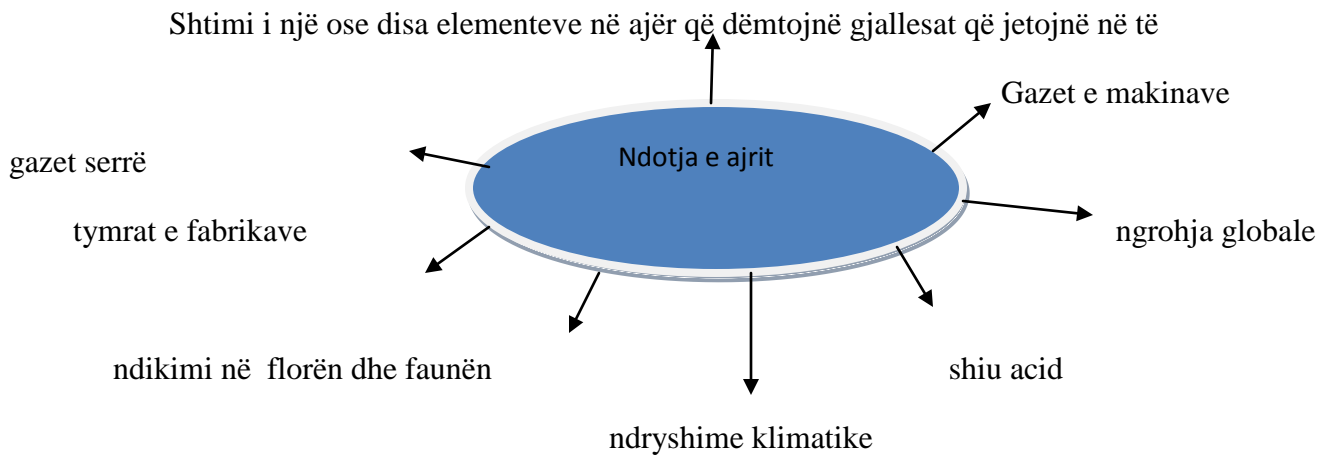 Shtimi i një ose disa elementeve në ajër që dëmtojnë gjallesat që jetojnë në të
Gazet e makinave
Ndotja e ajrit
gazet serrë
tymrat e fabrikave
ngrohja globale
ndikimi në florën dhe faunën
shiu acid
ndryshime klimatike